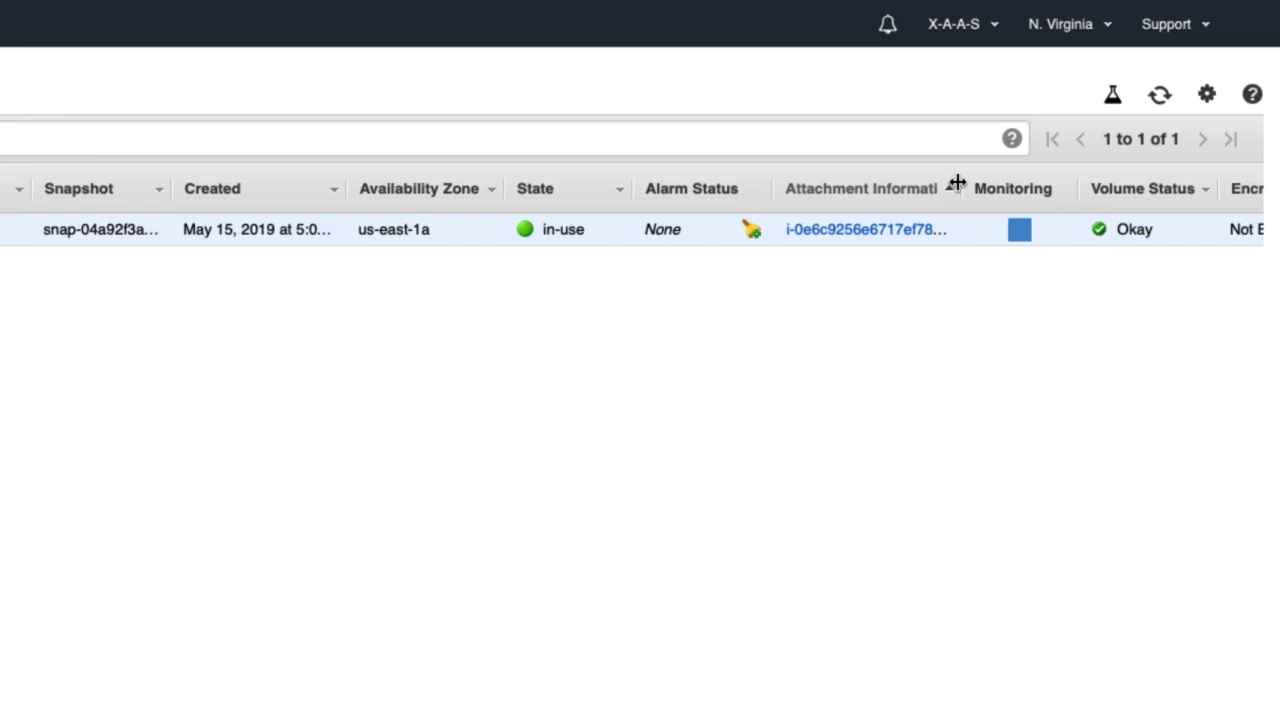 X-A-A-S N. Virginia Support
1 to 1 of 1
Snapshot Created Availability Zone State Alarm Status Attachment Informati Monitoring Volume Status Encr
snap-04a92f3a... May 15, 2019 at 5:0... us-east-1a in-use None i-0e6c9256e6717ef78... Okay Not E